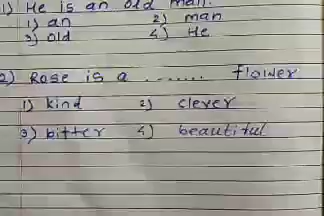 1) He is an old man.
1) an 2) man
3) old 4) He
2) Rose is a ....... flower
1) kind 2) clever
3) bitter 4) beautiful